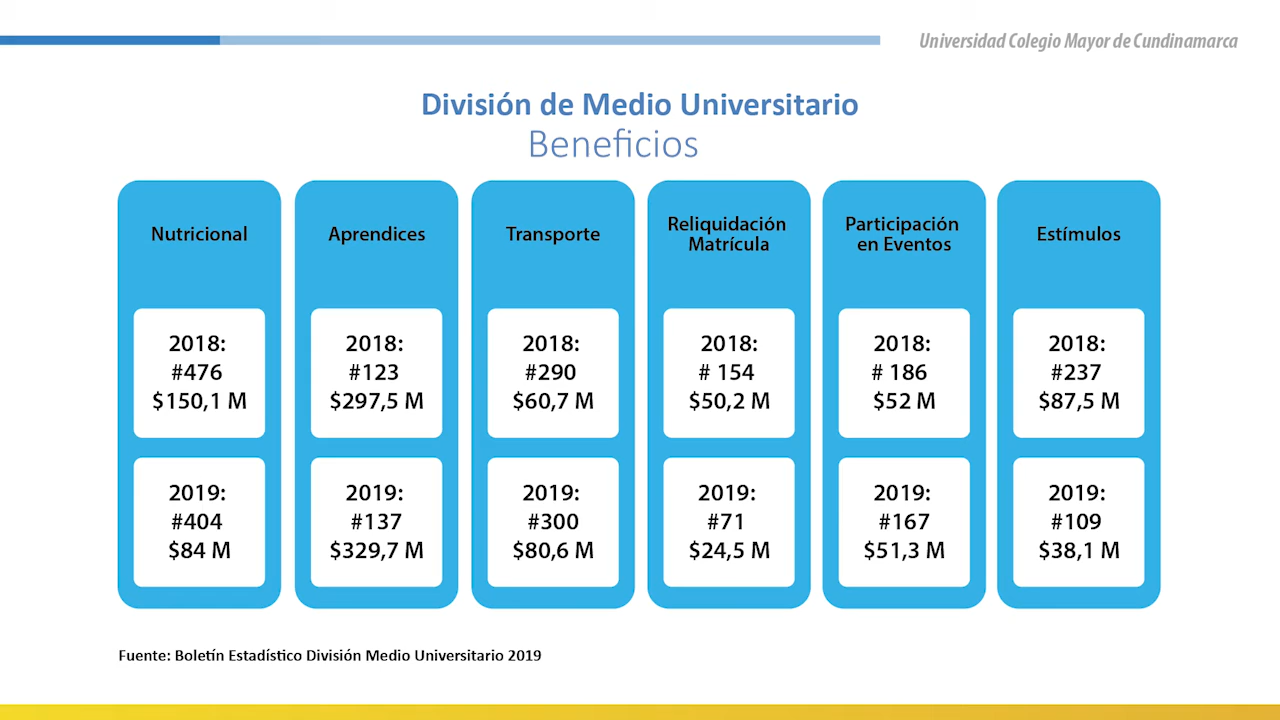 Universidad Colegio Mayor de Cundinamarca
División de Medio Universitario
Beneficios
Nutricional
2018:
#476
$150,1 M
2019:
#404
$84 M
Aprendices
2018:
#123
$297,5 M
2019:
#137
$329,7 M
Transporte
2018:
#290
$60,7 M
2019:
#300
$80,6 M
Reliquidación
Matrícula
2018:
# 154
$50,2 M
2019:
#71
$24,5 M
Participación
en Eventos
2018:
# 186
$52 M
2019:
#167
$51,3 M
Estímulos
2018:
#237
$87,5 M
2019:
#109
$38,1 M
Fuente: Boletín Estadístico División Medio Universitario 2019